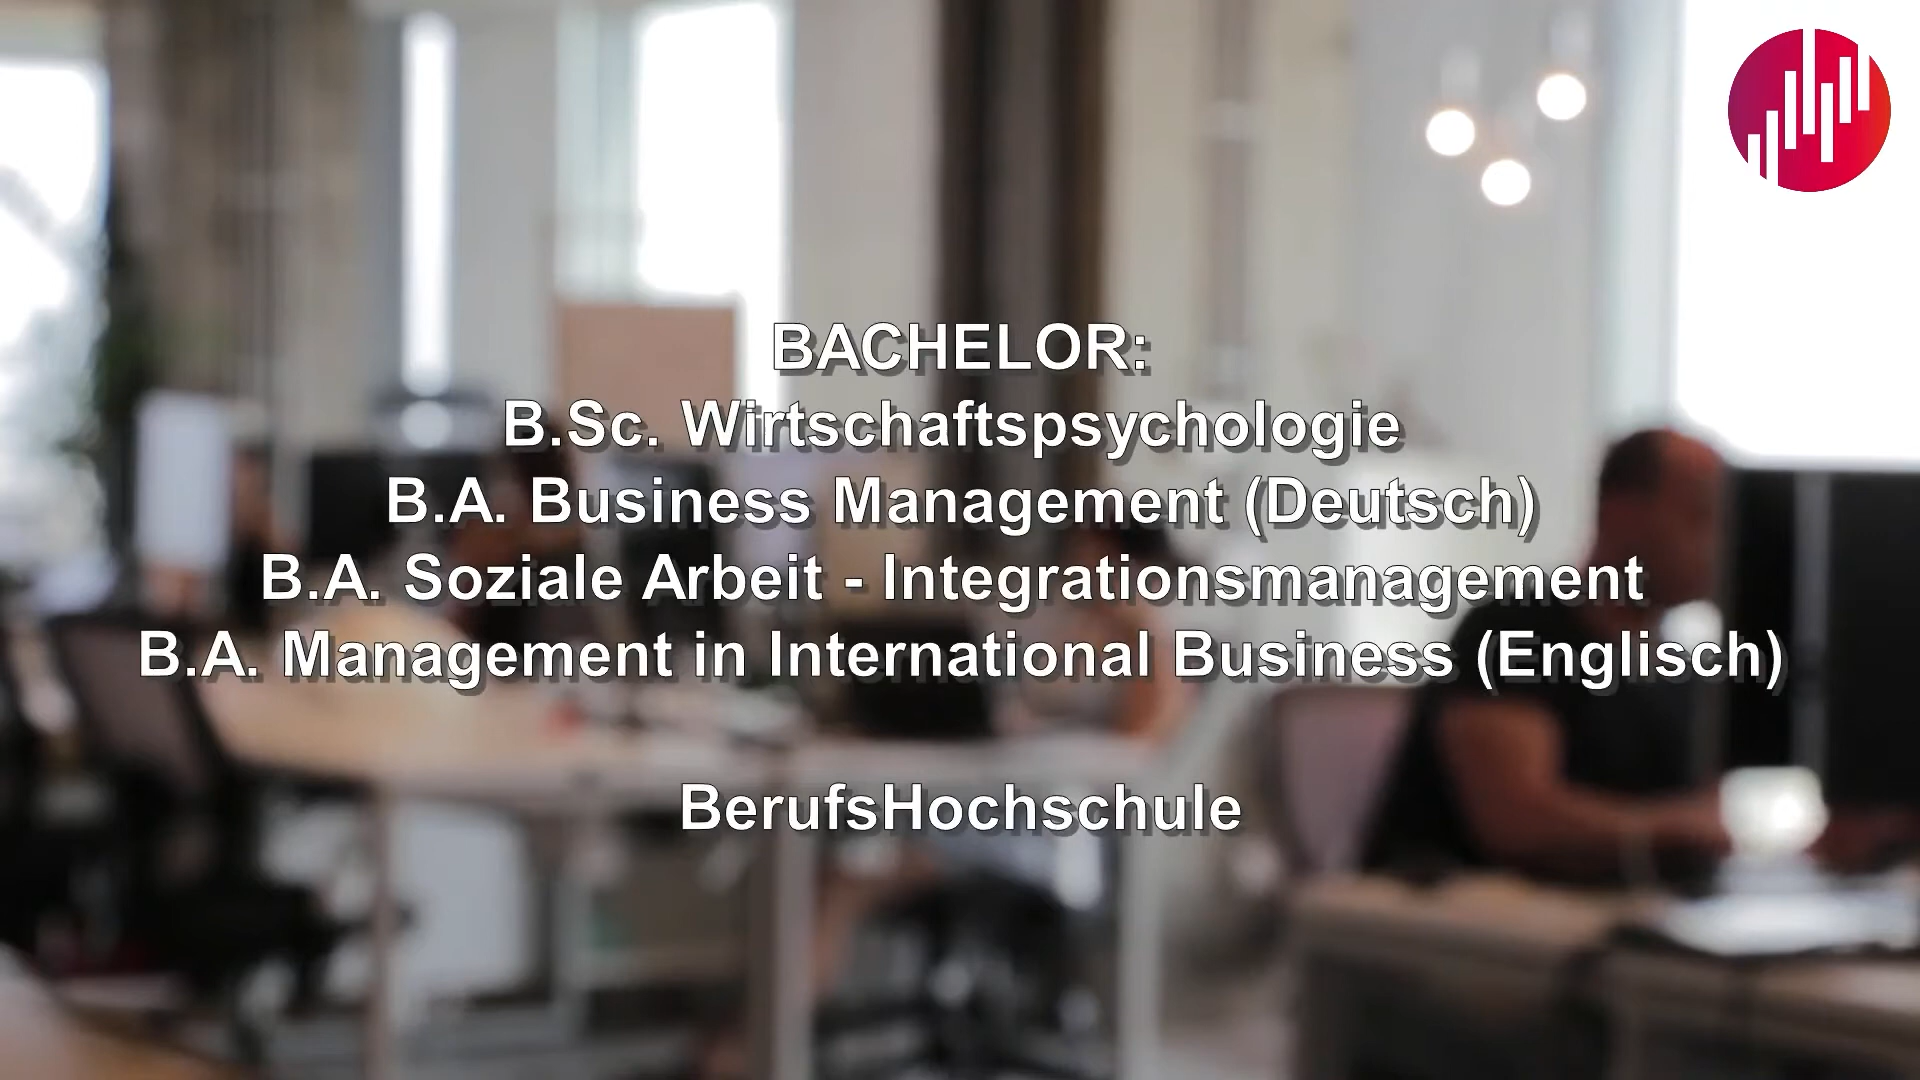 BACHELOR:
B.Sc. Wirtschaftspsychologie
B.A. Business Management (Deutsch)
B.A. Soziale Arbeit - Integrationsmanagement
B.A. Management in International Business (Englisch)
BerufsHochschule